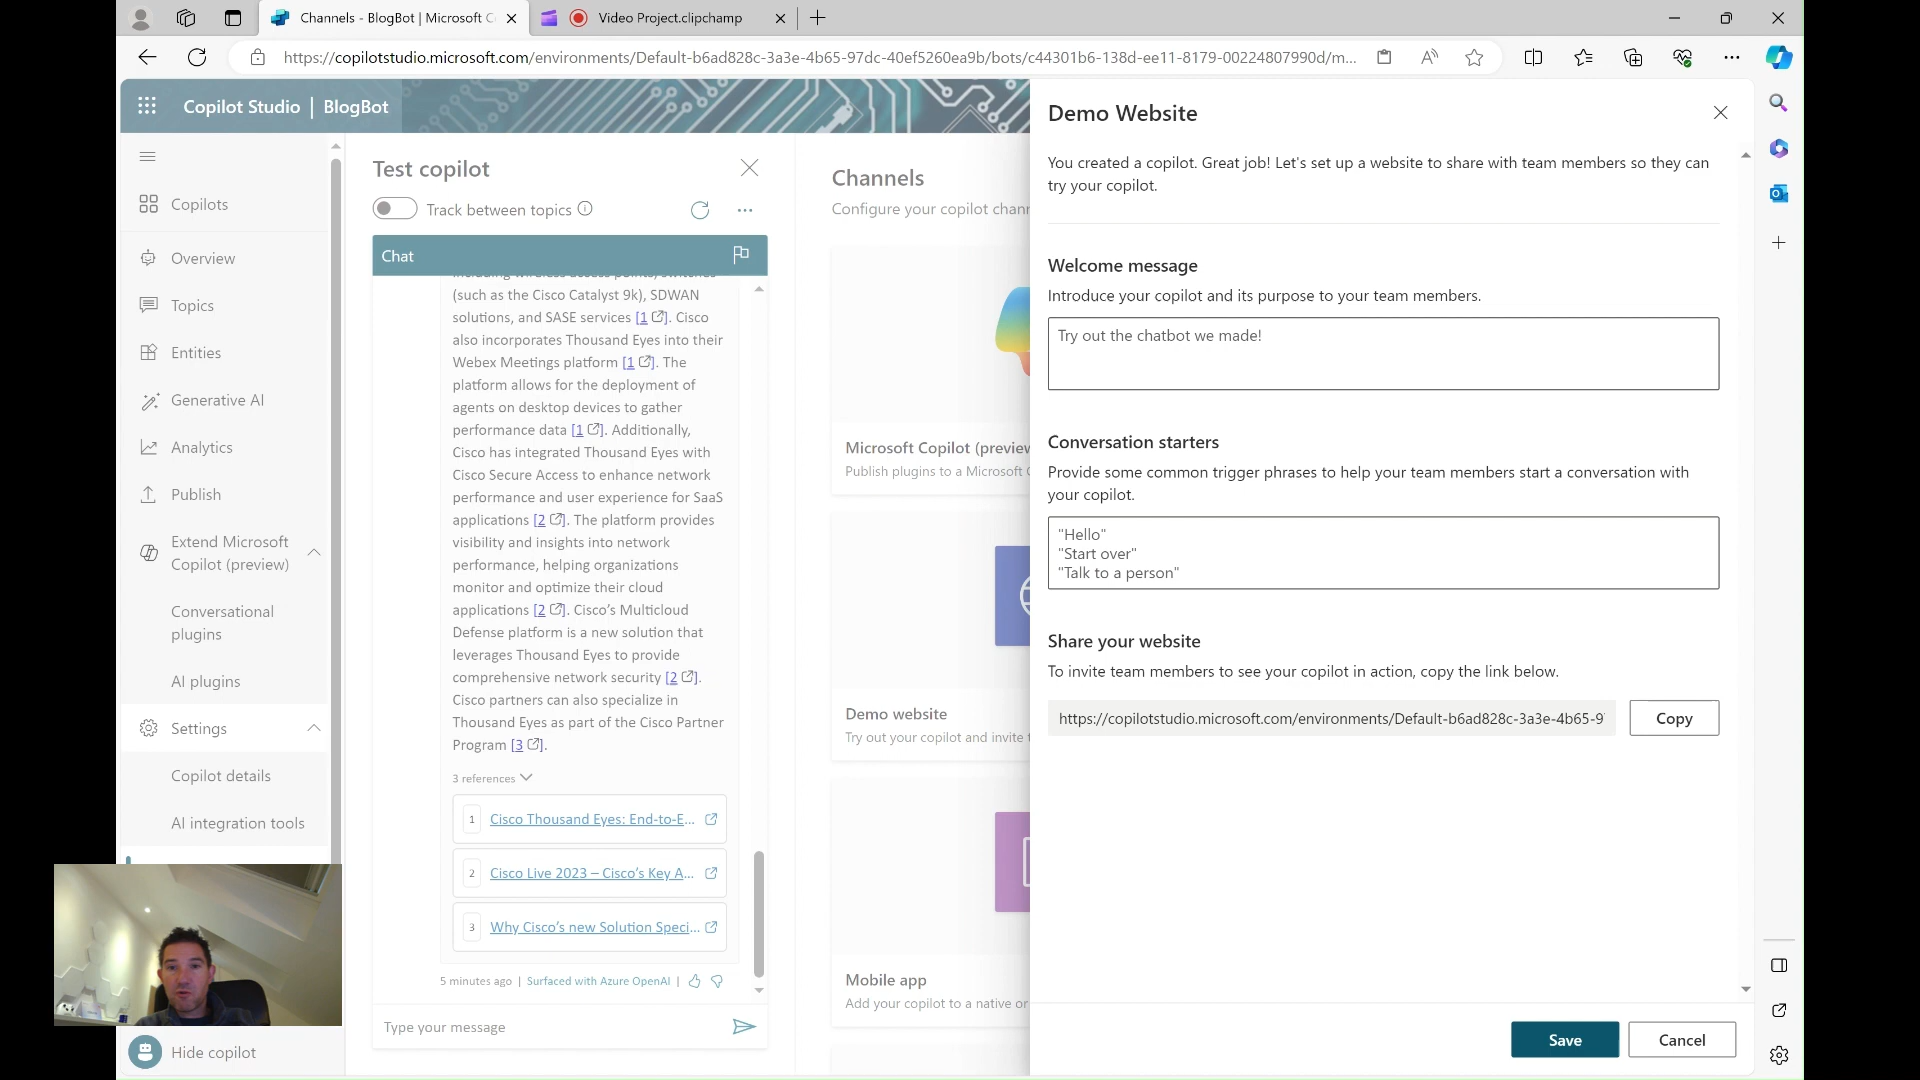 Channels - BlogBot | Microsoft C
Video Project.clipchamp
https://copilotstudio.microsoft.com/environments/Default-b6ad828c-3a3e-4b65-97dc-40ef5260ea9b/bots/c44301b6-138d-ee11-8179-00224807990d/m...
Copilot Studio | BlogBot
Copilots
Overview
Topics
Entities
Generative AI
Analytics
Publish
Extend Microsoft
Copilot (preview)
Conversational
plugins
AI plugins
Settings
Copilot details
AI integration tools
Hide copilot
Test copilot
Track between topics
Chat
including wireless access points, switches
(such as the Cisco Catalyst 9k), SDWAN
solutions, and SASE services [1]. Cisco
also incorporates Thousand Eyes into their
Webex Meetings platform [1]. The
platform allows for the deployment of
agents on desktop devices to gather
performance data [1]. Additionally,
Cisco has integrated Thousand Eyes with
Cisco Secure Access to enhance network
performance and user experience for SaaS
applications [2]. The platform provides
visibility and insights into network
performance, helping organizations
monitor and optimize their cloud
applications [2]. Cisco's Multicloud
Defense platform is a new solution that
leverages Thousand Eyes to provide
comprehensive network security [2].
Cisco partners can also specialize in
Thousand Eyes as part of the Cisco Partner
Program [3].
3 references
1 Cisco Thousand Eyes: End-to-E...
2 Cisco Live 2023 – Cisco's Key A...
3 Why Cisco's new Solution Speci...
5 minutes ago | Surfaced with Azure OpenAI |
Type your message
Channels
Configure your copilot chann
Microsoft Copilot (preview
Publish plugins to a Microsoft C
Demo website
Try out your copilot and invite t
Mobile app
Add your copilot to a native or
Demo Website
You created a copilot. Great job! Let's set up a website to share with team members so they can
try your copilot.
Welcome message
Introduce your copilot and its purpose to your team members.
Try out the chatbot we made!
Conversation starters
Provide some common trigger phrases to help your team members start a conversation with
your copilot.
"Hello"
"Start over"
"Talk to a person"
Share your website
To invite team members to see your copilot in action, copy the link below.
https://copilotstudio.microsoft.com/environments/Default-b6ad828c-3a3e-4b65-9
Copy
Save
Cancel